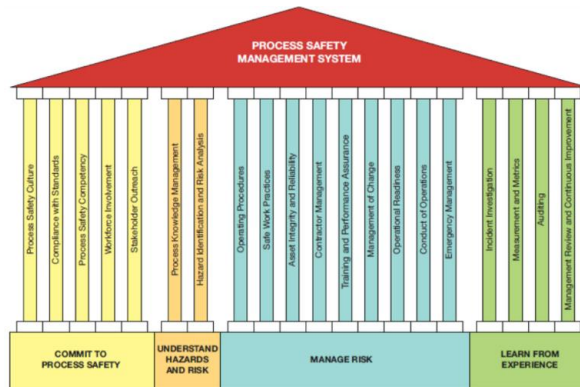 PROCESS SAFETY
MANAGEMENT SYSTEM
Process Safety Culture
Compliance with Standards
Process Safety Competency
Workforce Involvement
Stakeholder Outreach
Process Knowledge Management
Hazard Identification and Risk Analysis
Operating Procedures
Safe Work Practices
Asset Integrity and Reliability
Contractor Management
Training and Performance Assurance
Management of Change
Operational Readiness
Conduct of Operations
Emergency Management
Incident Investigation
Measurement and Metrics
Auditing
Management Review and Continuous Improvement
COMMIT TO
PROCESS SAFETY
UNDERSTAND
HAZARDS
AND RISK
MANAGE RISK
LEARN FROM
EXPERIENCE